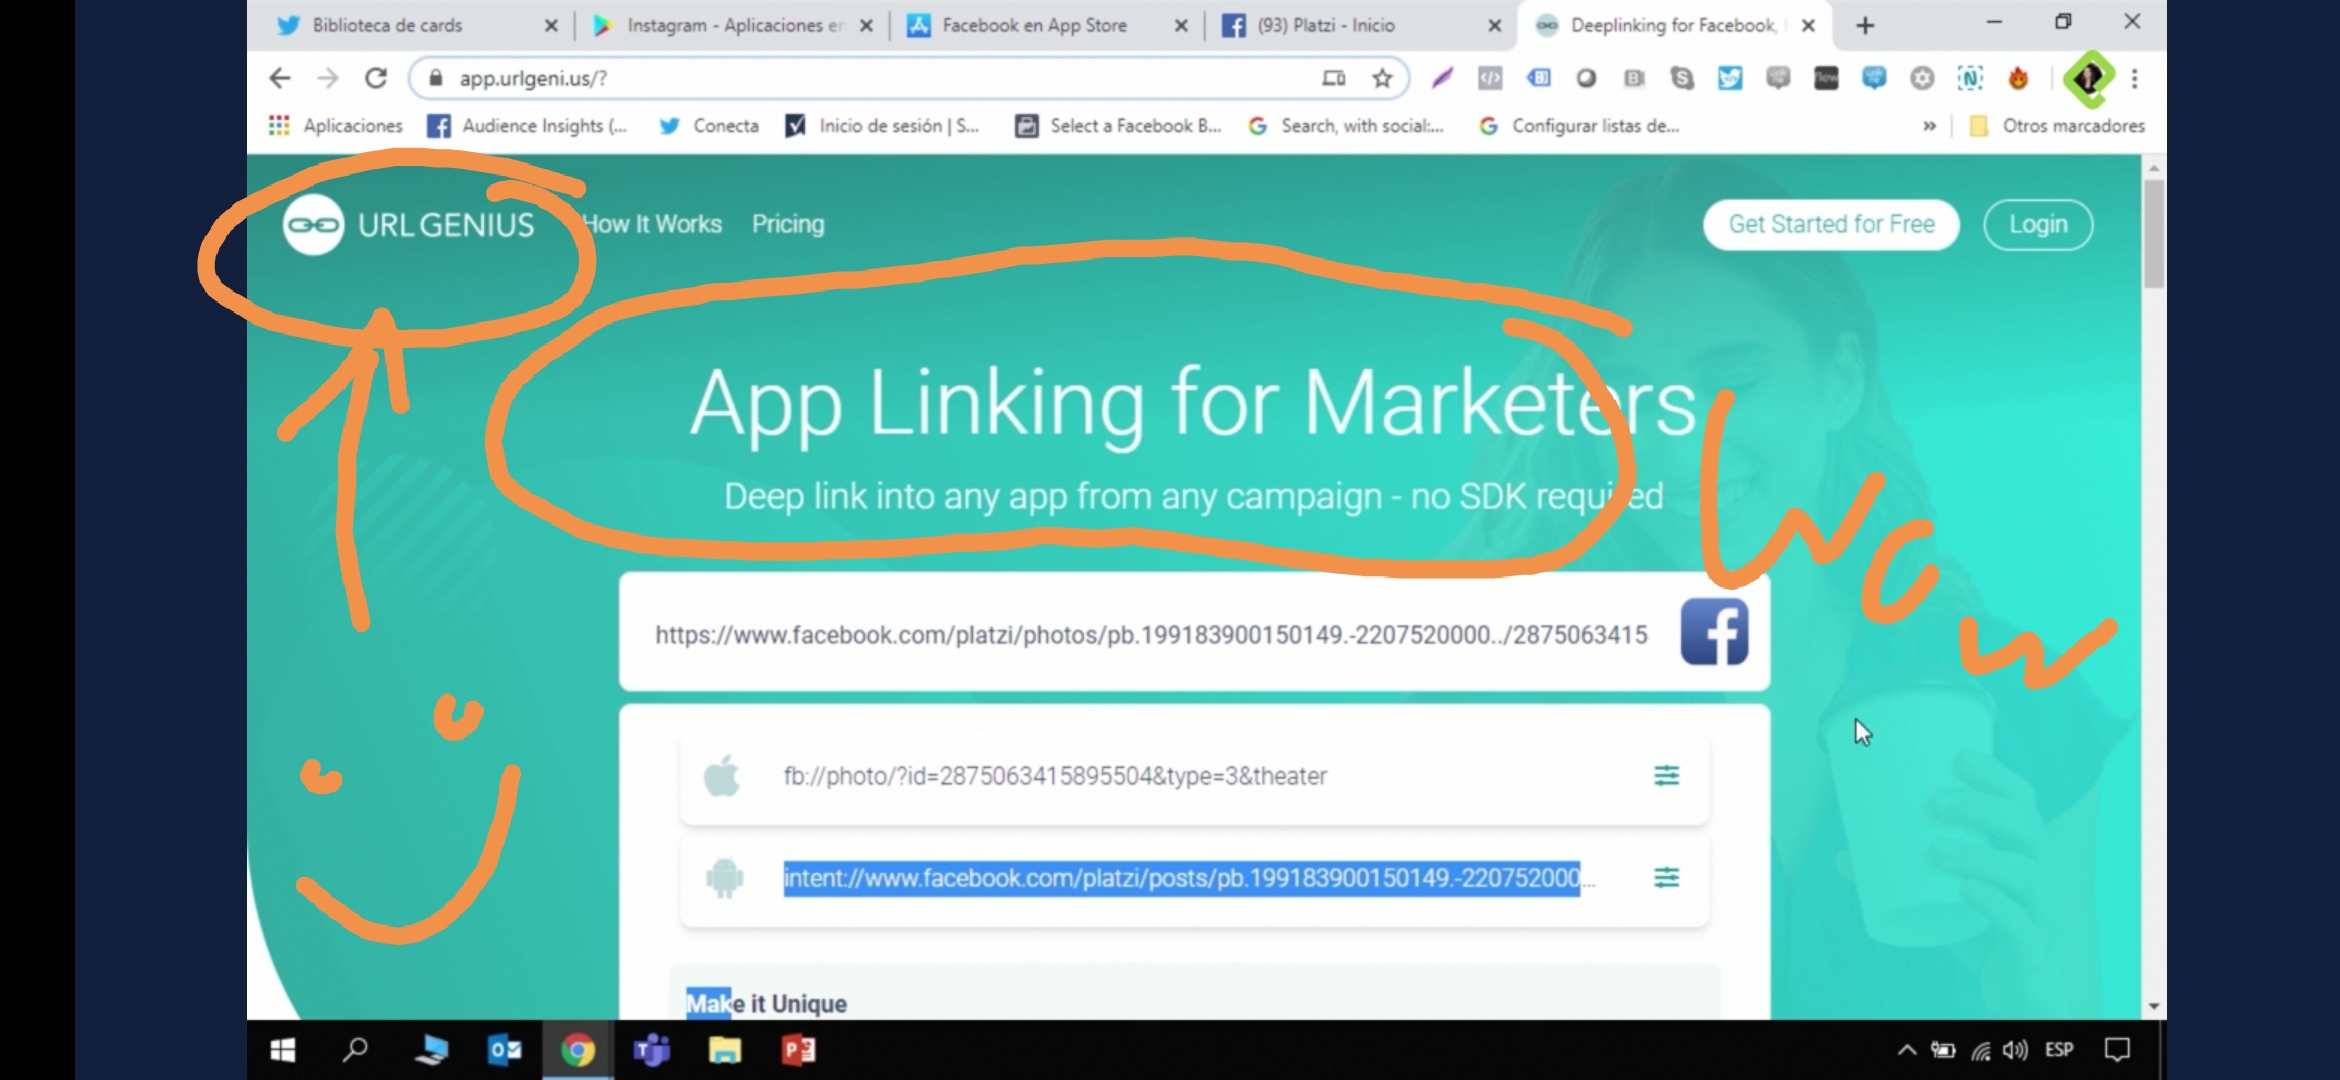 Biblioteca de cards
Instagram - Aplicaciones en
Facebook en App Store
(93) Platzi - Inicio
Deeplinking for Facebook,
app.urlgeni.us/?
Aplicaciones
Audience Insights (...
Conecta
Inicio de sesión | S...
Select a Facebook B...
Search, with social:...
Configurar listas de...
»
Otros marcadores
URL GENIUS
How It Works
Pricing
Get Started for Free
Login
App Linking for Marketers
Deep link into any app from any campaign - no SDK required
Wow
https://www.facebook.com/platzi/photos/pb.199183900150149.-2207520000../2875063415
fb://photo/?id=2875063415895504&type=3&theater
intent://www.facebook.com/platzi/posts/pb.199183900150149.-220752000...
Make it Unique
ESP